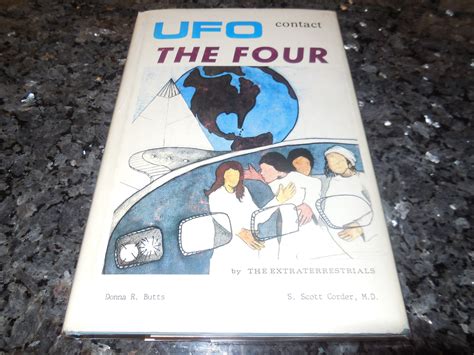 UFO contact
THE FOUR
by THE EXTRATERRESTRIALS
Donna R. Butts S. Scott Corder, M.D.